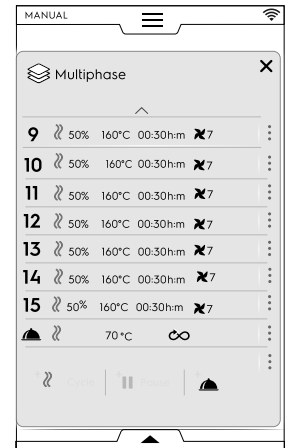 MANUAL
Multiphase
9 50% 160°C 00:30h:m 7
10 50% 160°C 00:30h:m 7
11 50% 160°C 00:30h:m 7
12 50% 160°C 00:30h:m 7
13 50% 160°C 00:30h:m 7
14 50% 160°C 00:30h:m 7
15 50% 160°C 00:30h:m 7
70°C ∞
+ Cycle + Pause +